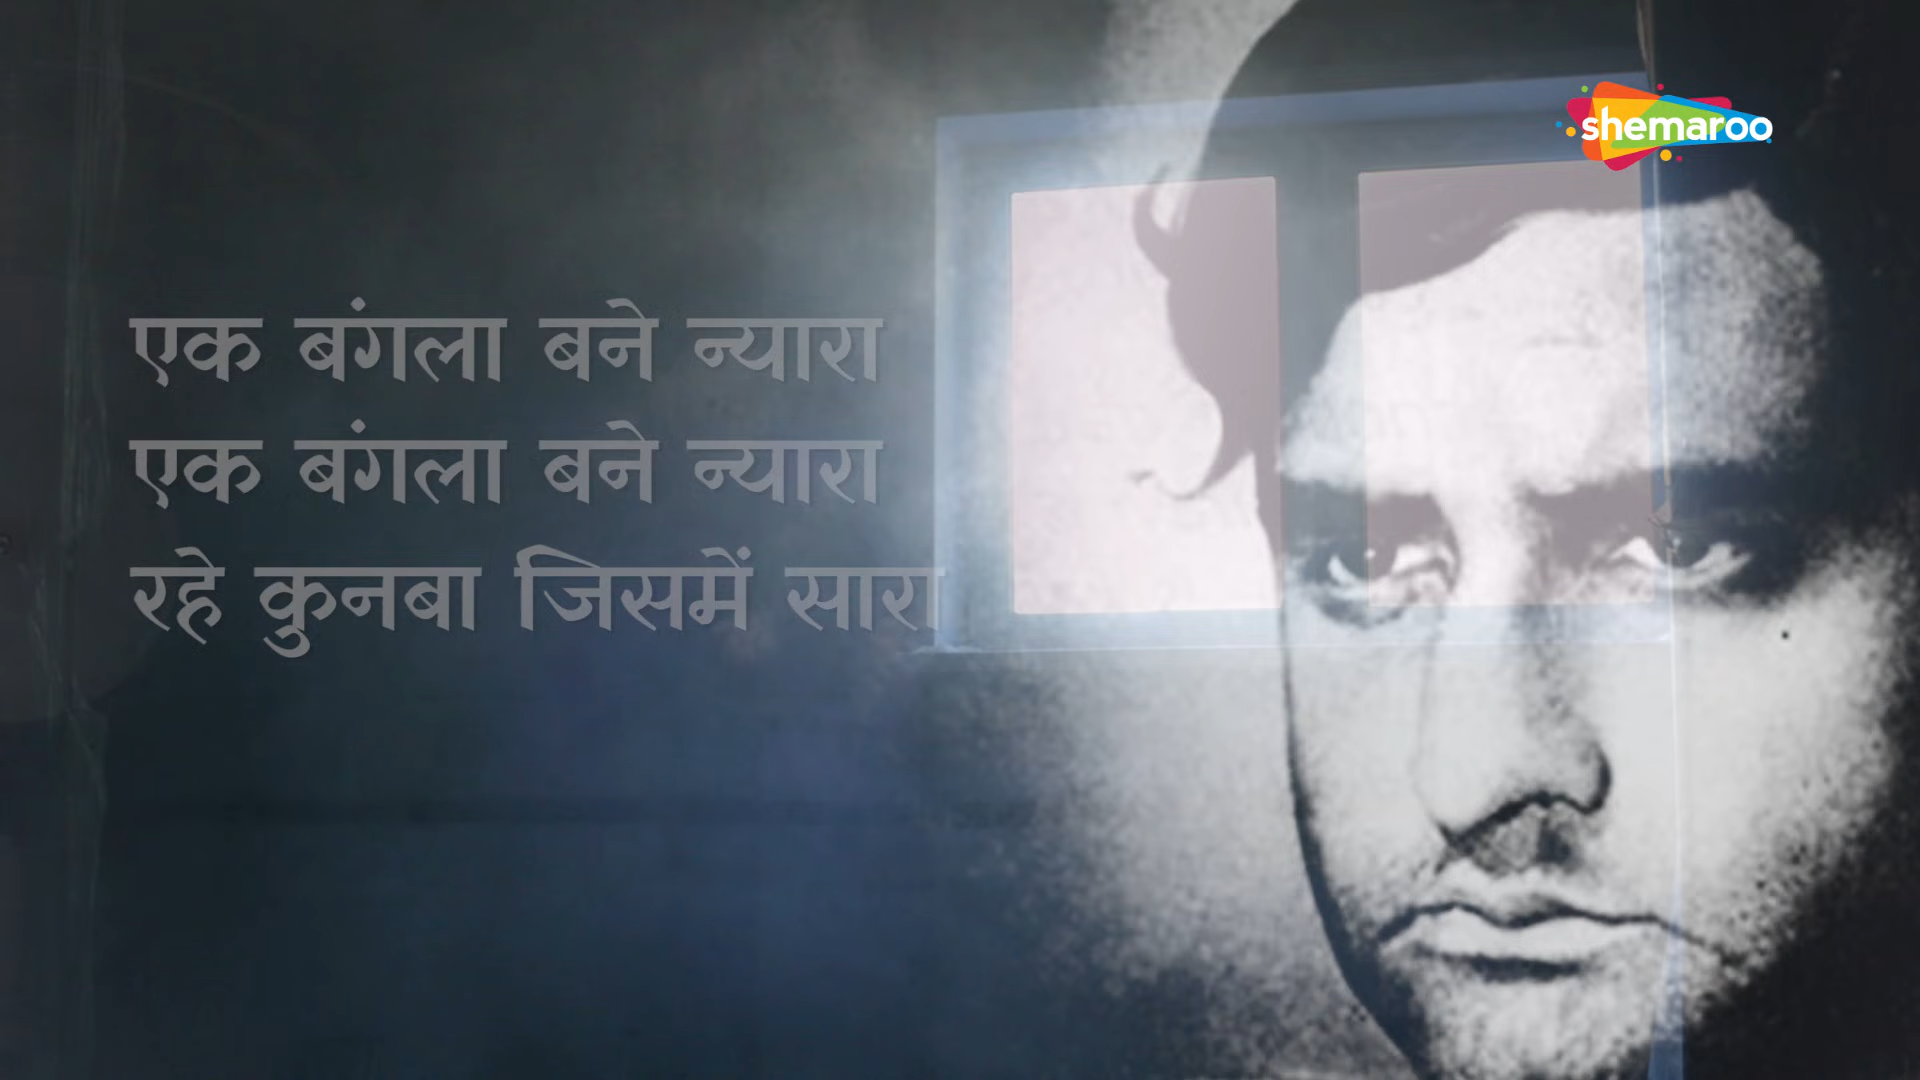 shemaroo
एक बंगला बने न्यारा
एक बंगला बने न्यारा
रहे कुनबा जिसमें सारा